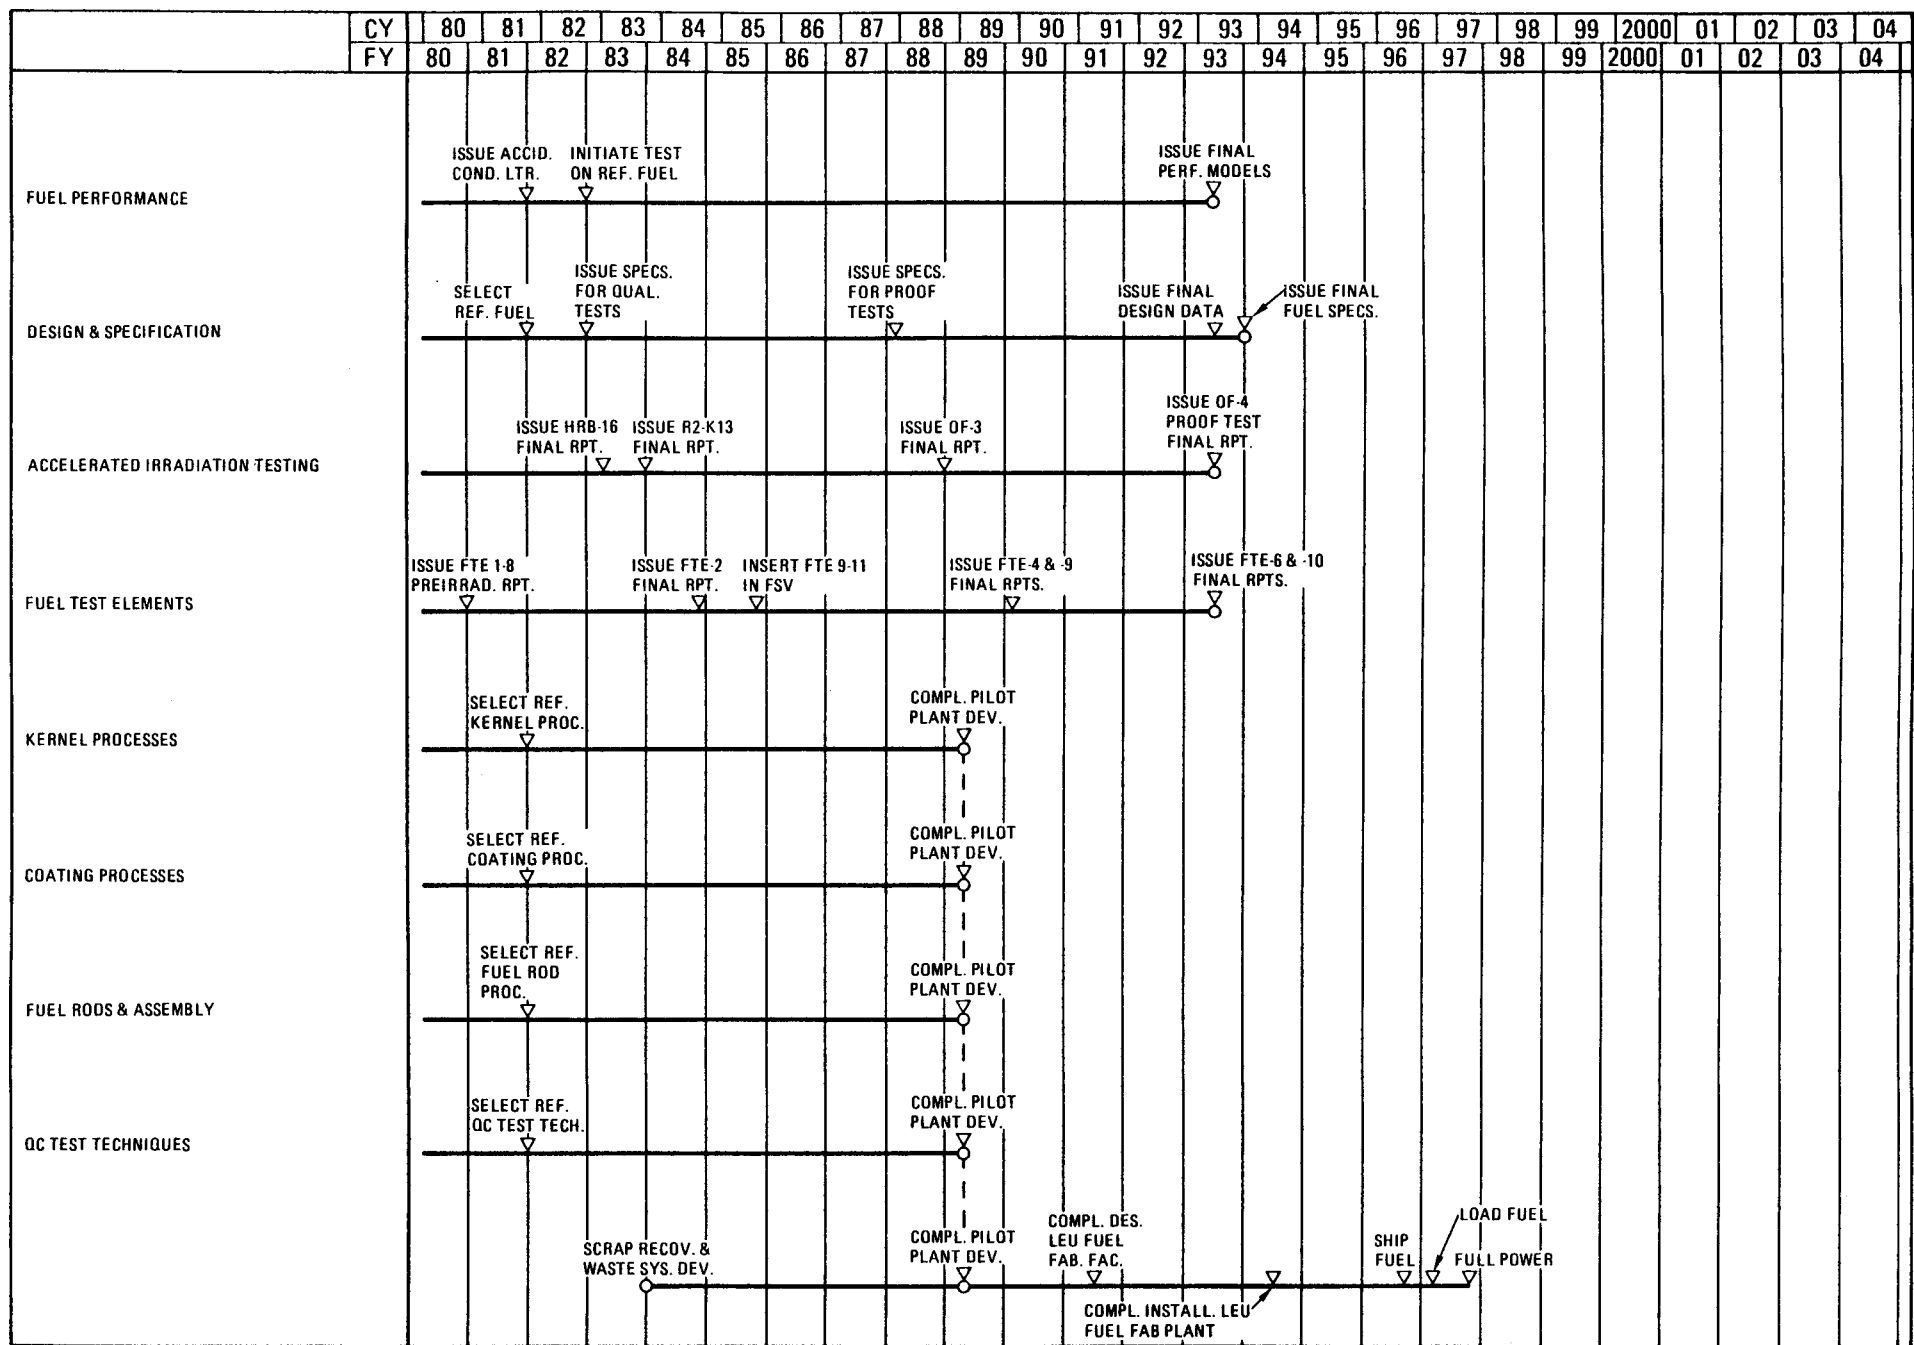 CY 80 81 82 83 84 85 86 87 88 89 90 91 92 93 94 95 96 97 98 99 2000 01 02 03 04
FY 80 81 82 83 84 85 86 87 88 89 90 91 92 93 94 95 96 97 98 99 2000 01 02 03 04
FUEL PERFORMANCE
ISSUE ACCID.
COND. LTR.
INITIATE TEST
ON REF. FUEL
ISSUE FINAL
PERF. MODELS
DESIGN & SPECIFICATION
SELECT
REF. FUEL
ISSUE SPECS.
FOR QUAL.
TESTS
ISSUE SPECS.
FOR PROOF
TESTS
ISSUE FINAL
DESIGN DATA
ISSUE FINAL
FUEL SPECS.
ACCELERATED IRRADIATION TESTING
ISSUE HRB-16
FINAL RPT.
ISSUE R2-K13
FINAL RPT.
ISSUE OF-3
FINAL RPT.
ISSUE OF-4
PROOF TEST
FINAL RPT.
FUEL TEST ELEMENTS
ISSUE FTE 1-8
PREIRRAD. RPT.
ISSUE FTE-2
FINAL RPT.
INSERT FTE 9-11
IN FSV
ISSUE FTE-4 & -9
FINAL RPTS.
ISSUE FTE-6 & -10
FINAL RPTS.
KERNEL PROCESSES
SELECT REF.
KERNEL PROC.
COMPL. PILOT
PLANT DEV.
COATING PROCESSES
SELECT REF.
COATING PROC.
COMPL. PILOT
PLANT DEV.
FUEL RODS & ASSEMBLY
SELECT REF.
FUEL ROD
PROC.
COMPL. PILOT
PLANT DEV.
QC TEST TECHNIQUES
SELECT REF.
QC TEST TECH.
COMPL. PILOT
PLANT DEV.
SCRAP RECOV. &
WASTE SYS. DEV.
COMPL. PILOT
PLANT DEV.
COMPL. DES.
LEU FUEL
FAB. FAC.
COMPL. INSTALL. LEU
FUEL FAB PLANT
SHIP
FUEL
LOAD FUEL
FULL POWER